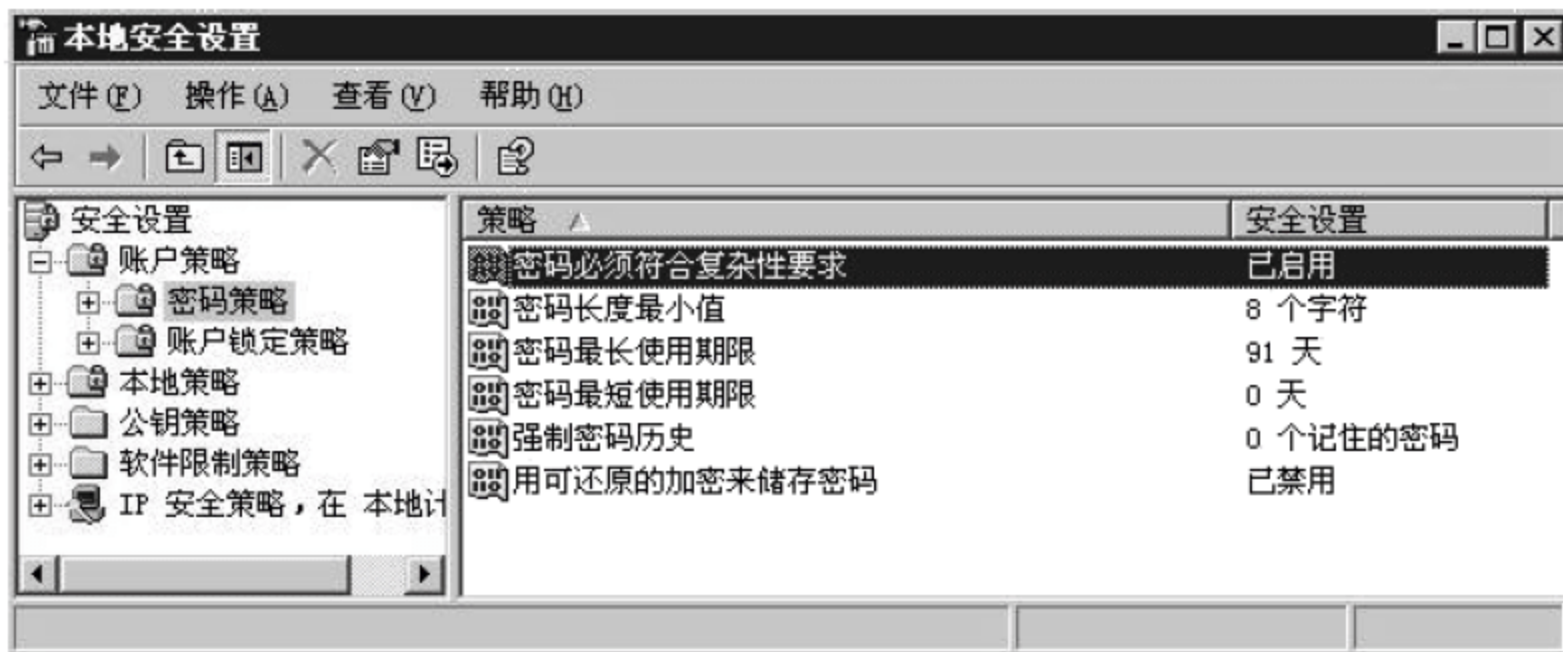 本地安全设置
文件(F) 操作(A) 查看(V) 帮助(H)
安全设置
账户策略
密码策略
账户锁定策略
本地策略
公钥策略
软件限制策略
IP 安全策略，在 本地计
策略 安全设置
密码必须符合复杂性要求 已启用
密码长度最小值 8 个字符
密码最长使用期限 91 天
密码最短使用期限 0 天
强制密码历史 0 个记住的密码
用可还原的加密来储存密码 已禁用